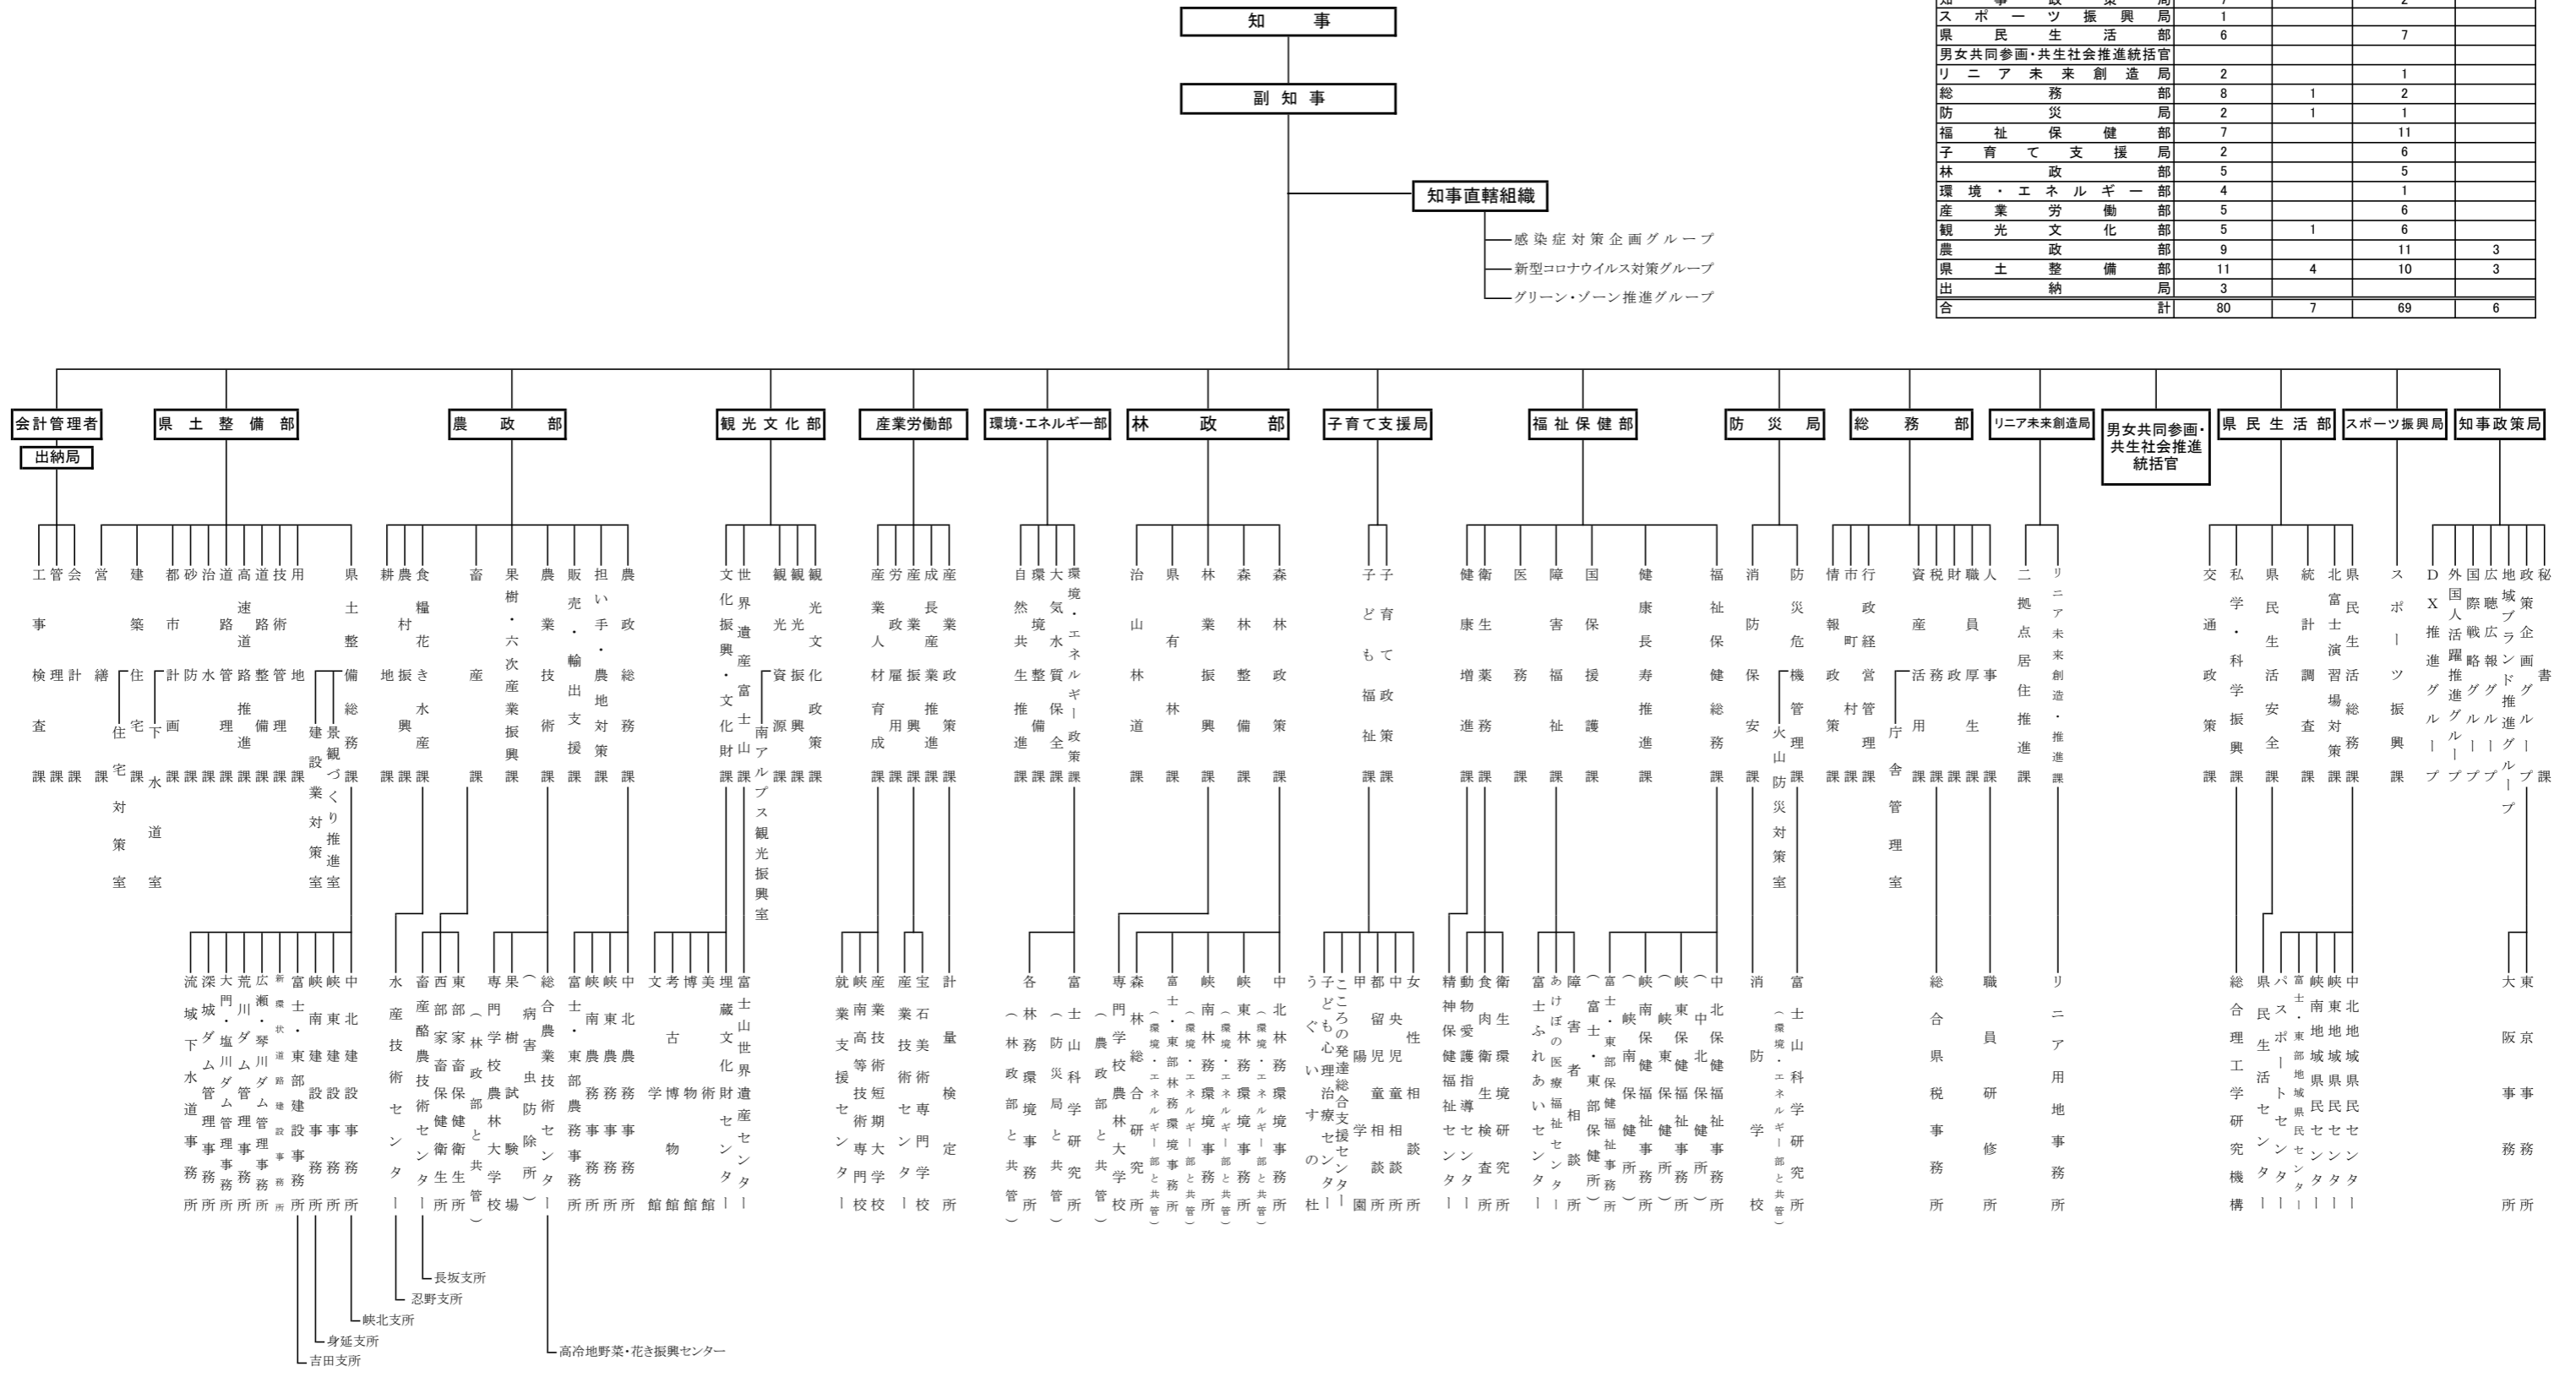 知事
副知事
知事直轄組織
感染症対策企画グループ
新型コロナウイルス対策グループ
グリーン・ゾーン推進グループ
知事政策局 7 2
スポーツ振興局 1
県民生活部 6 7
男女共同参画・共生社会推進統括官
リニア未来創造局 2 1
総務部 8 1 2
防災局 2 1 1
福祉保健部 7 11
子育て支援局 2 6
林政部 5 5
環境・エネルギー部 4 1
産業労働部 5 6
観光文化部 5 1 6
農政部 9 11 3
県土整備部 11 4 10 3
出納局 3
合計 80 7 69 6
知事政策局
秘書課
政策企画グループ
地域ブランド推進グループ
広聴広報グループ
国際戦略グループ
外国人活躍推進グループ
DX推進グループ
東京事務所
大阪事務所
スポーツ振興局
スポーツ振興課
県民生活部
県民生活総務課
北富士演習場対策課
統計調査課
県民生活安全課
私学・科学振興課
交通政策課
中北地域県民センター
峡東地域県民センター
峡南地域県民センター
富士・東部地域県民センター
パスポートセンター
県民生活センター
総合理工学研究機構
男女共同参画・
共生社会推進
統括官
リニア未来創造局
リニア未来創造・推進課
二拠点居住推進課
リニア用地事務所
総務部
人事課
職員厚生課
財政課
税務課
資産活用課
庁舎管理室
行政経営管理課
市町村課
情報政策課
職員研修所
総合県税事務所
防災局
防災危機管理課
火山防災対策室
消防保安課
富士山科学研究所
(環境・エネルギー部と共管)
消防学校
福祉保健部
福祉保健総務課
健康長寿推進課
国保援護課
障害福祉課
医務課
衛生薬務課
健康増進課
中北保健福祉事務所
(中北保健所)
峡東保健福祉事務所
(峡東保健所)
峡南保健福祉事務所
(峡南保健所)
富士・東部保健福祉事務所
(富士・東部保健所)
障害者相談所
あけぼの医療福祉センター
富士ふれあいセンター
衛生環境研究所
食肉衛生検査所
動物愛護指導センター
精神保健福祉センター
子育て支援局
子育て政策課
子ども福祉課
女性相談所
中央児童相談所
都留児童相談所
甲陽学園
こころの発達総合支援センター
子ども心理治療センター
うぐいすの杜
林政部
森林政策課
森林整備課
林業振興課
県有林課
治山林道課
中北林務環境事務所
(環境・エネルギー部と共管)
峡東林務環境事務所
(環境・エネルギー部と共管)
峡南林務環境事務所
(環境・エネルギー部と共管)
富士・東部林務環境事務所
(環境・エネルギー部と共管)
森林総合研究所
専門学校農林大学校
(農政部と共管)
環境・エネルギー部
環境・エネルギー政策課
大気水質保全課
環境整備課
自然共生推進課
富士山科学研究所
(防災局と共管)
各林務環境事務所
(林政部と共管)
産業労働部
産業政策課
成長産業推進課
産業振興課
労政雇用課
産業人材育成課
計量検定所
宝石美術専門学校
産業技術センター
産業技術短期大学校
峡南高等技術専門校
就業支援センター
観光文化部
観光文化政策課
観光振興課
観光資源課
南アルプス観光振興室
世界遺産富士山課
文化振興・文化財課
富士山世界遺産センター
埋蔵文化財センター
美術館
博物館
考古博物館
文学館
農政部
農政総務課
担い手・農地対策課
販売・輸出支援課
農業技術課
果樹・六次産業振興課
畜産課
食糧花き水産課
農村振興課
耕地課
中北農務事務所
峡東農務事務所
峡南農務事務所
富士・東部農務事務所
総合農業技術センター
(病害虫防除所)
果樹試験場
専門学校農林大学校
(林政部と共管)
東部家畜保健衛生所
西部家畜保健衛生所
畜産酪農技術センター
水産技術センター
長坂支所
忍野支所
高冷地野菜・花き振興センター
県土整備部
県土整備総務課
景観づくり推進室
建設業対策室
用地課
技術管理課
道路整備課
高速道路推進課
道路管理課
治水課
砂防課
都市計画課
下水道室
建築住宅課
住宅対策室
営繕課
中北建設事務所
峡東建設事務所
峡南建設事務所
富士・東部建設事務所
新環状道路建設事務所
広瀬・琴川ダム管理事務所
荒川ダム管理事務所
大門・塩川ダム管理事務所
深城ダム管理事務所
流域下水道事務所
峡北支所
身延支所
吉田支所
会計管理者
出納局
会計課
管理課
工事検査課